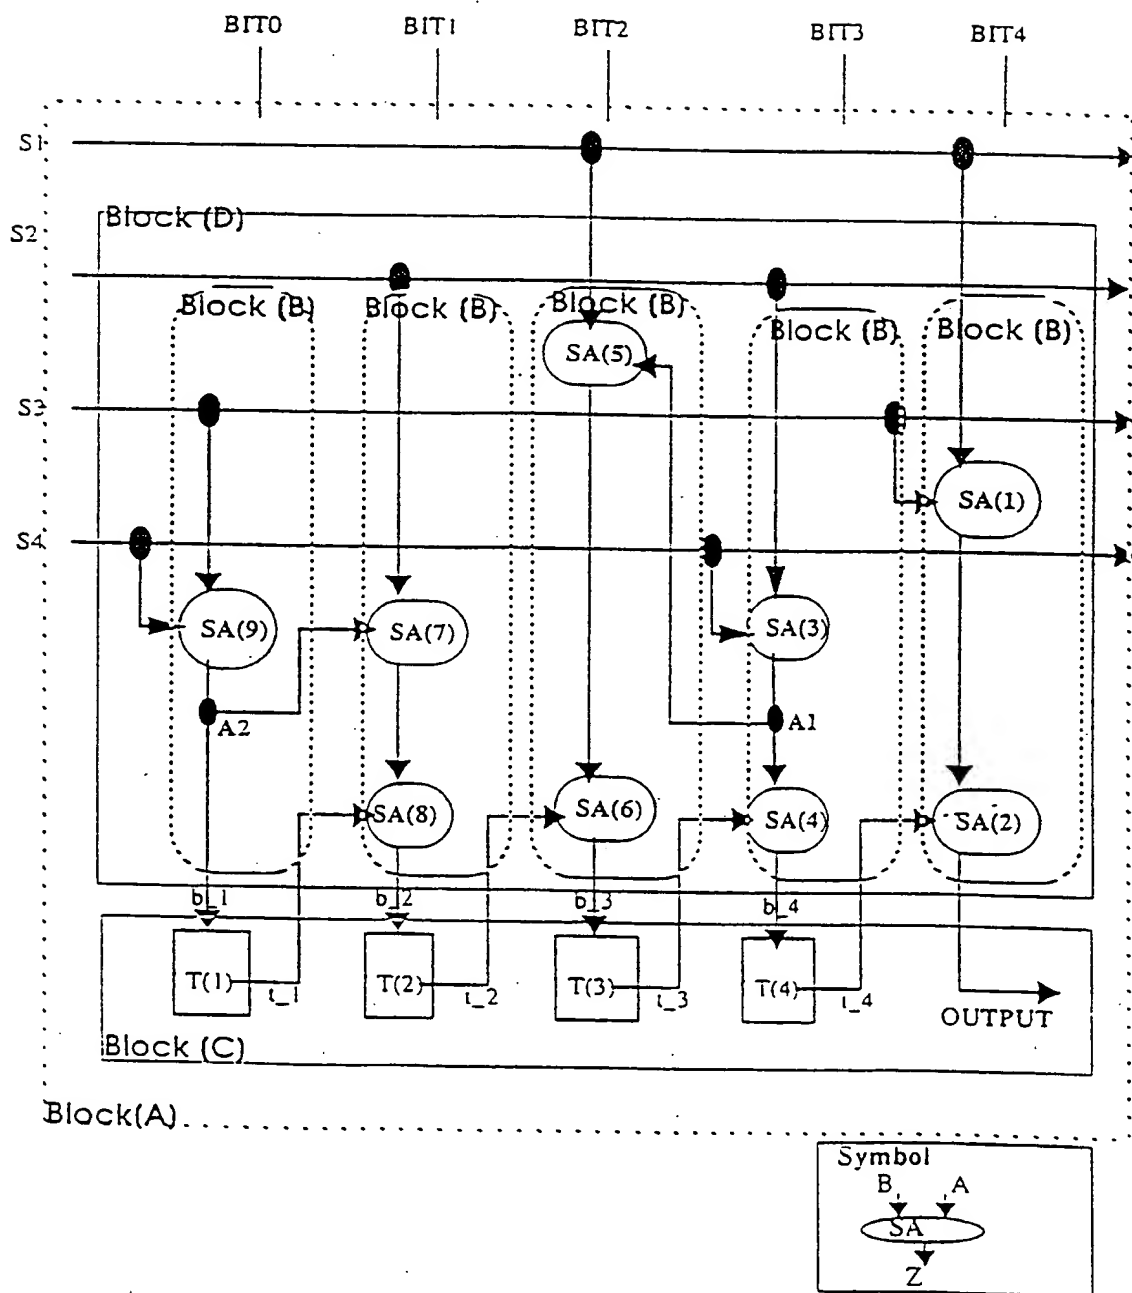 BIT0 BIT1 BIT2 BIT3 BIT4
S1
Block (D)
S2
Block (B) Block (B) Block (B) Block (B) Block (B)
SA(5)
S3
SA(1)
S4
SA(9) SA(7) SA(3)
A2 A1
SA(8) SA(6) SA(4) SA(2)
b_1 b_2 b_3 b_4
T(1) T(2) T(3) T(4)
t_1 t_2 t_3 t_4
OUTPUT
Block (C)
Block(A)
Symbol
B A
SA
Z